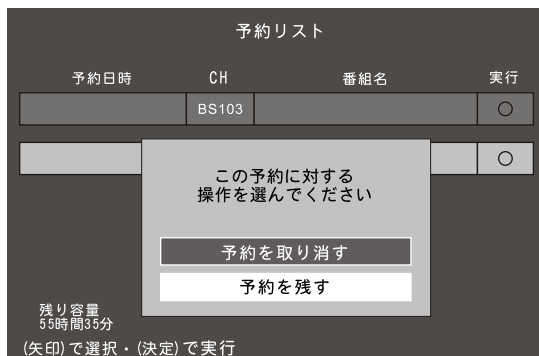 予約リスト
予約日時 CH 番組名 実行
BS103 ○
○
この予約に対する
操作を選んでください
予約を取り消す
予約を残す
残り容量
55時間35分
(矢印)で選択・(決定)で実行